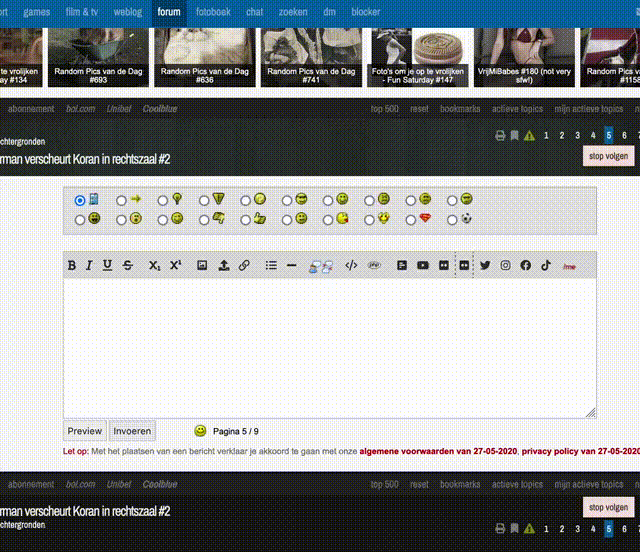 ort games film & tv weblog forum fotoboek chat zoeken dm blocker
te vrolijken
ay #134
Random Pics van de Dag
#693
Random Pics van de Dag
#636
Random Pics van de Dag
#741
Foto's om je op te vrolijken
- Fun Saturday #147
VrijMiBabes #180 (not very
sfw!)
Random Pics va
#1158
abonnement bol.com Unibet Coolblue top 500 reset bookmarks actieve topics mijn actieve topics
chtergronden
1 2 3 4 5 6 7
rman verscheurt Koran in rechtszaal #2
stop volgen
B I U S X1 X1 </> php /me
Preview Invoeren Pagina 5 / 9
Let op: Met het plaatsen van een bericht verklaar je akkoord te gaan met onze algemene voorwaarden van 27-05-2020, privacy policy van 27-05-2020
abonnement bol.com Unibet Coolblue top 500 reset bookmarks actieve topics mijn actieve topics
rman verscheurt Koran in rechtszaal #2
stop volgen
chtergronden
1 2 3 4 5 6 7